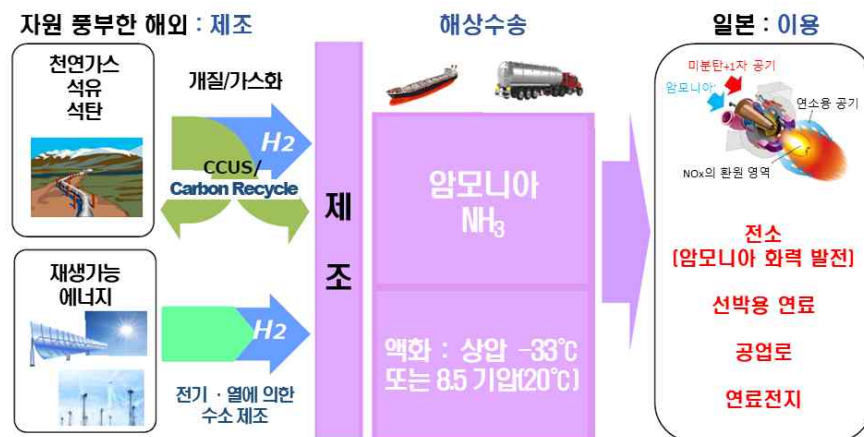 자원 풍부한 해외 : 제조
천연가스
석유
석탄
개질/가스화
H2
CCUS/
Carbon Recycle
재생가능
에너지
H2
전기 · 열에 의한
수소 제조
제
조
해상수송
암모니아
NH₃
액화 : 상압 -33℃
또는 8.5 기압(20℃)
일본 : 이용
미분탄+1차 공기
암모니아
연소용 공기
NOx의 환원 영역
전소
(암모니아 화력 발전)
선박용 연료
공업로
연료전지